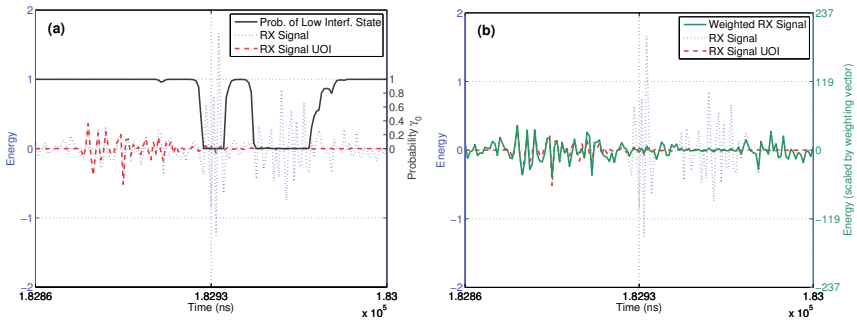 (a)
Prob. of Low Interf. State
RX Signal
RX Signal UOI
2
1
0
−1
−2
Energy
1
0.8
0.6
0.4
0.2
0
Probability γ0
1.8286
1.8293
1.83
Time (ns)
x 10^5
(b)
Weighted RX Signal
RX Signal
RX Signal UOI
2
1
0
−1
−2
Energy
237
119
0
−119
−237
Energy (scaled by weighting vector)
1.8286
1.8293
1.83
Time (ns)
x 10^5